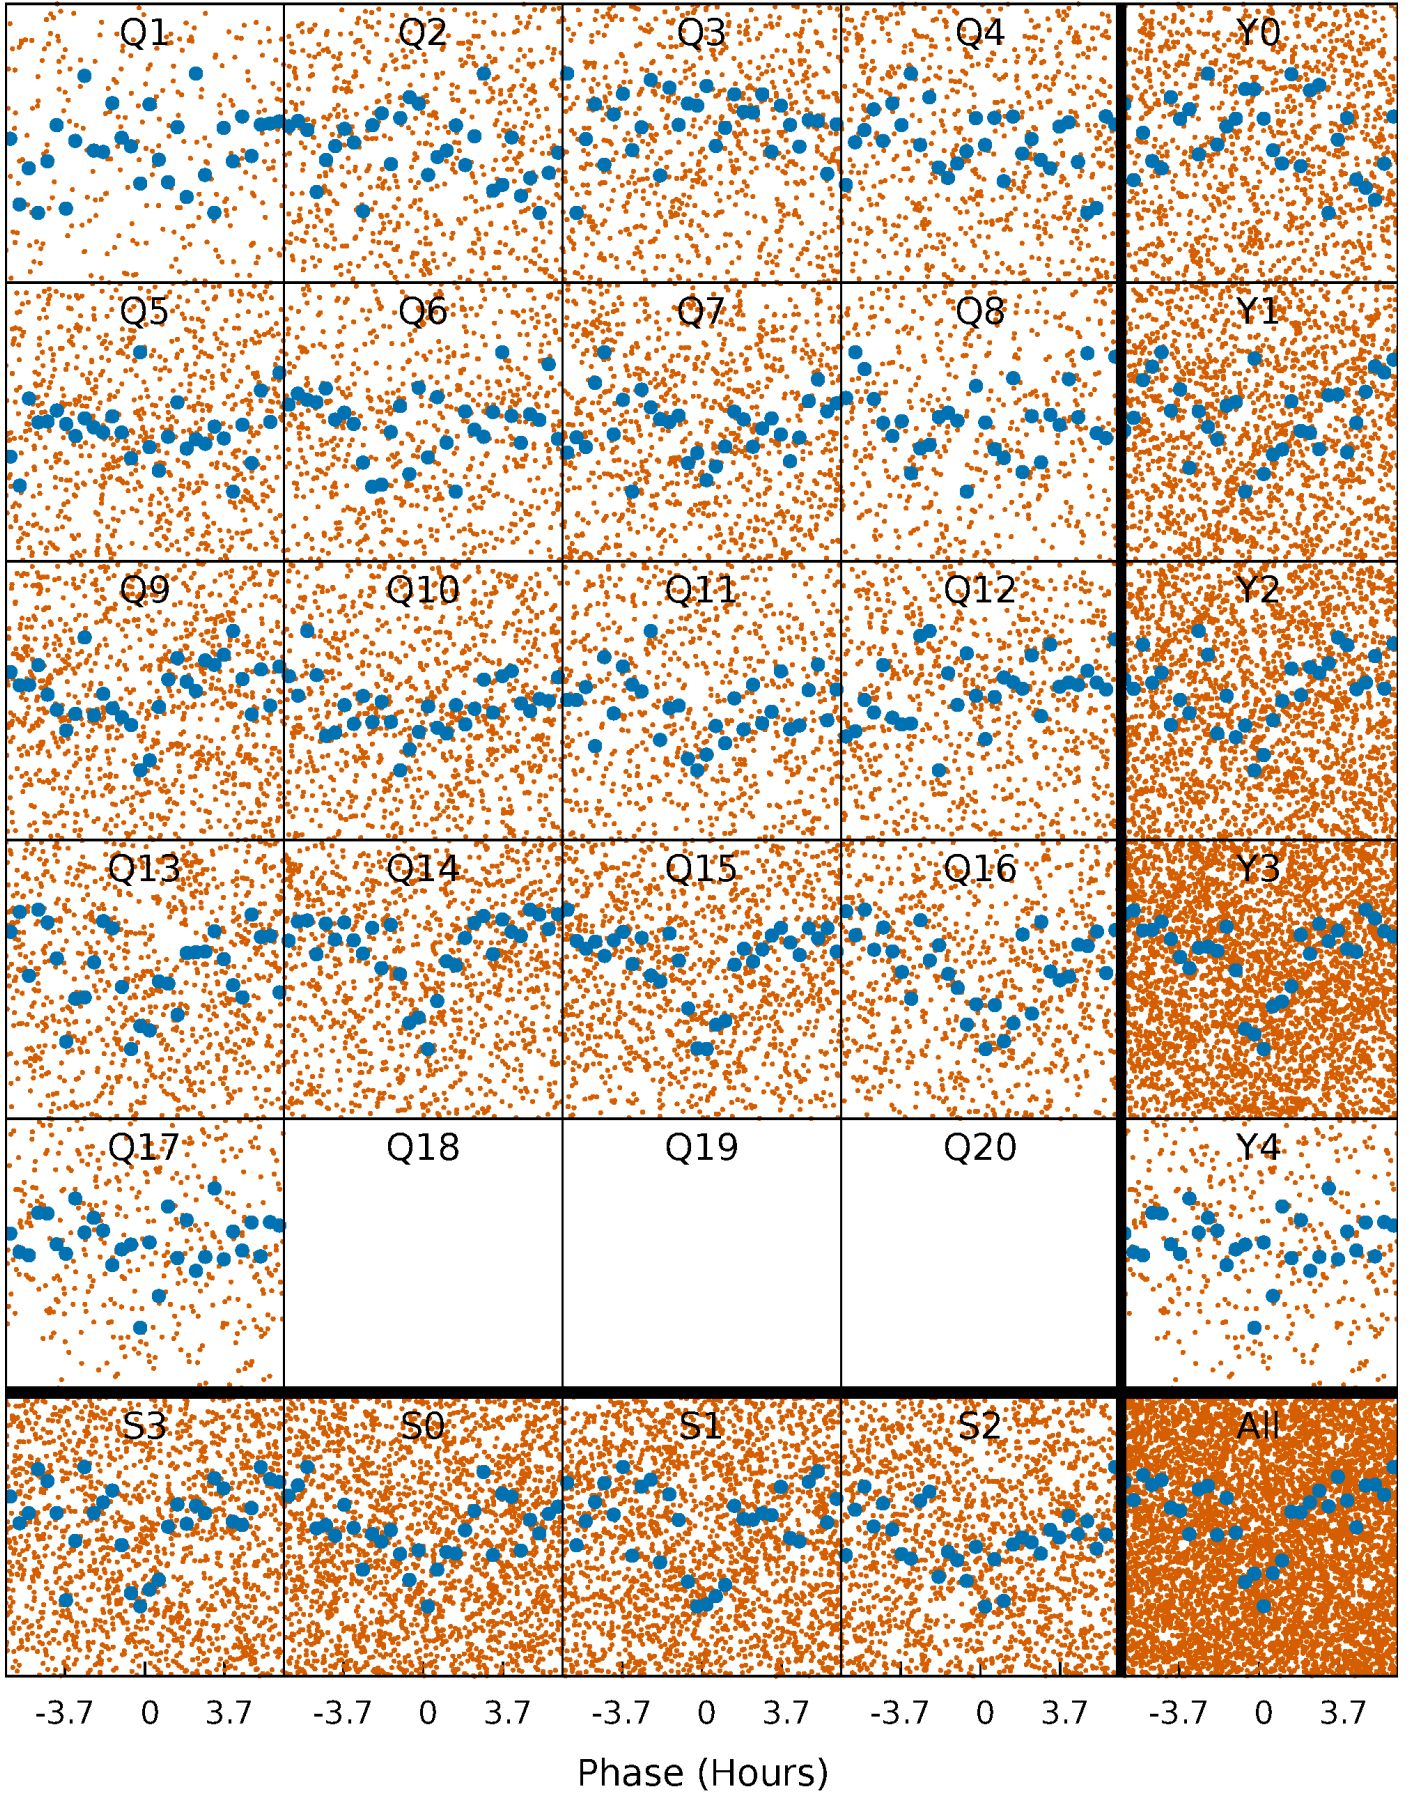 Q1 Q2 Q3 Q4 Y0
Q5 Q6 Q7 Q8 Y1
Q9 Q10 Q11 Q12 Y2
Q13 Q14 Q15 Q16 Y3
Q17 Q18 Q19 Q20 Y4
S3 S0 S1 S2 All
-3.7 0 3.7 -3.7 0 3.7 -3.7 0 3.7 -3.7 0 3.7 -3.7 0 3.7
Phase (Hours)